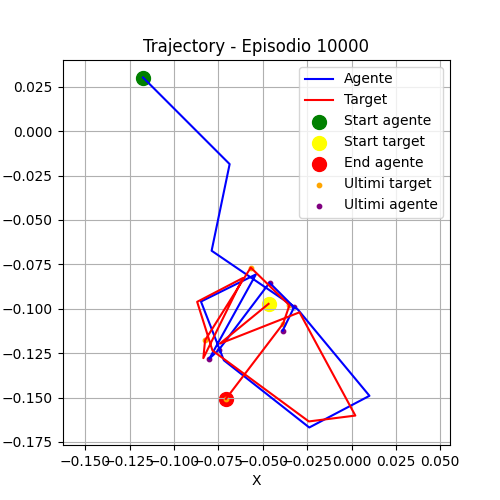 Trajectory - Episodio 10000
Agente
Target
Start agente
Start target
End agente
Ultimi target
Ultimi agente
0.025
0.000
−0.025
−0.050
−0.075
−0.100
−0.125
−0.150
−0.175
−0.150 −0.125 −0.100 −0.075 −0.050 −0.025 0.000 0.025 0.050
X